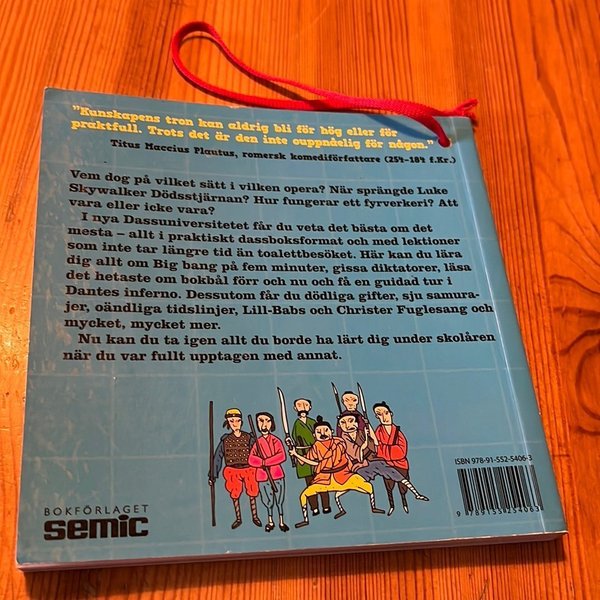 ”Kunskapens tron kan aldrig bli för hög eller för
praktfull. Trots det är den inte ouppnåelig för någon.”
Titus Maccius Plautus, romersk komediförfattare (254-184 f.Kr.)
Vem dog på vilket sätt i vilken opera? När sprängde Luke
Skywalker Dödsstjärnan? Hur fungerar ett fyrverkeri? Att
vara eller icke vara?
I nya Dassuniversitetet får du veta det bästa om det
mesta – allt i praktiskt dassboksformat och med lektioner
som inte tar längre tid än toalettbesöket. Här kan du lära
dig allt om Big bang på fem minuter, gissa diktatorer, läsa
det hetaste om bokbål förr och nu och få en guidad tur i
Dantes inferno. Dessutom får du dödliga gifter, sju samura-
jer, oändliga tidslinjer, Lill-Babs och Christer Fuglesang och
mycket, mycket mer.
Nu kan du ta igen allt du borde ha lärt dig under skolåren
när du var fullt upptagen med annat.
BOKFÖRLAGET
semic
ISBN 978-91-552-5406-3
9 789155 254063